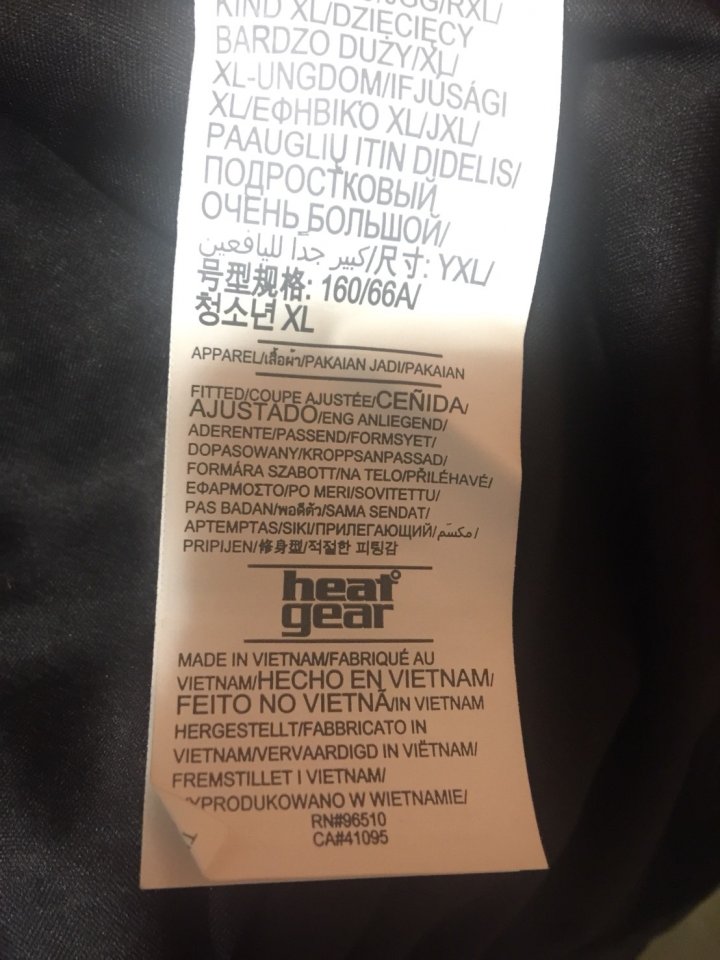 KIND XL/DZIECIĘCY
BARDZO DUŻY/XL/
XL-UNGDOM/IFJÚSÁGI
XL/ΕΦΗΒΙΚΌ XL/JXL/
PAAUGLIŲ ITIN DIDELIS/
ПОДРОСТКОВЫЙ
ОЧЕНЬ БОЛЬШОЙ/
كبير جدًا لليافعين/尺寸: YXL/
号型规格: 160/66A/
청소년 XL
APPAREL/เสื้อผ้า/PAKAIAN JADI/PAKAIAN
FITTED/COUPE AJUSTÉE/CEÑIDA/
AJUSTADO/ENG ANLIEGEND/
ADERENTE/PASSEND/FORMSYET/
DOPASOWANY/KROPPSANPASSAD/
FORMÁRA SZABOTT/NA TELO/PŘILÉHAVÉ/
ΕΦΑΡΜΟΣΤΟ/PO MERI/SOVITETTU/
PAS BADAN/พอดีตัว/SAMA SENDAT/
APTEMPTAS/SIKI/ПРИЛЕГАЮЩИЙ/مكسّم/
PRIPIJEN/修身型/적절한 피팅감
heat
gear
MADE IN VIETNAM/FABRIQUÉ AU
VIETNAM/HECHO EN VIETNAM/
FEITO NO VIETNÃ/IN VIETNAM
HERGESTELLT/FABBRICATO IN
VIETNAM/VERVAARDIGD IN VIËTNAM/
FREMSTILLET I VIETNAM/
WYPRODUKOWANO W WIETNAMIE/
RN#96510
CA#41095